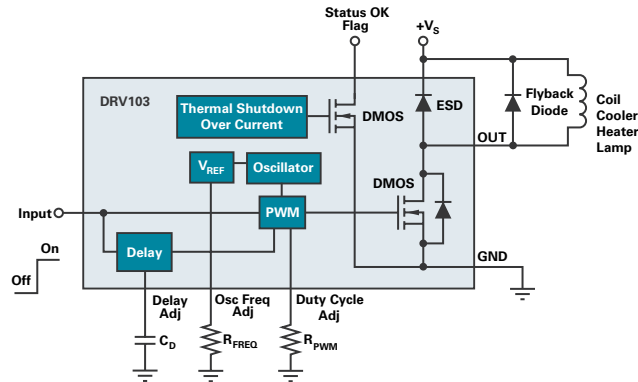 Status OK
Flag
+VS
DRV103
Thermal Shutdown
Over Current
DMOS
ESD
Flyback
Diode
Coil
Cooler
Heater
Lamp
OUT
VREF
Oscillator
DMOS
Input
PWM
On
Off
Delay
GND
Delay
Adj
Osc Freq
Adj
Duty Cycle
Adj
CD
RFREQ
RPWM